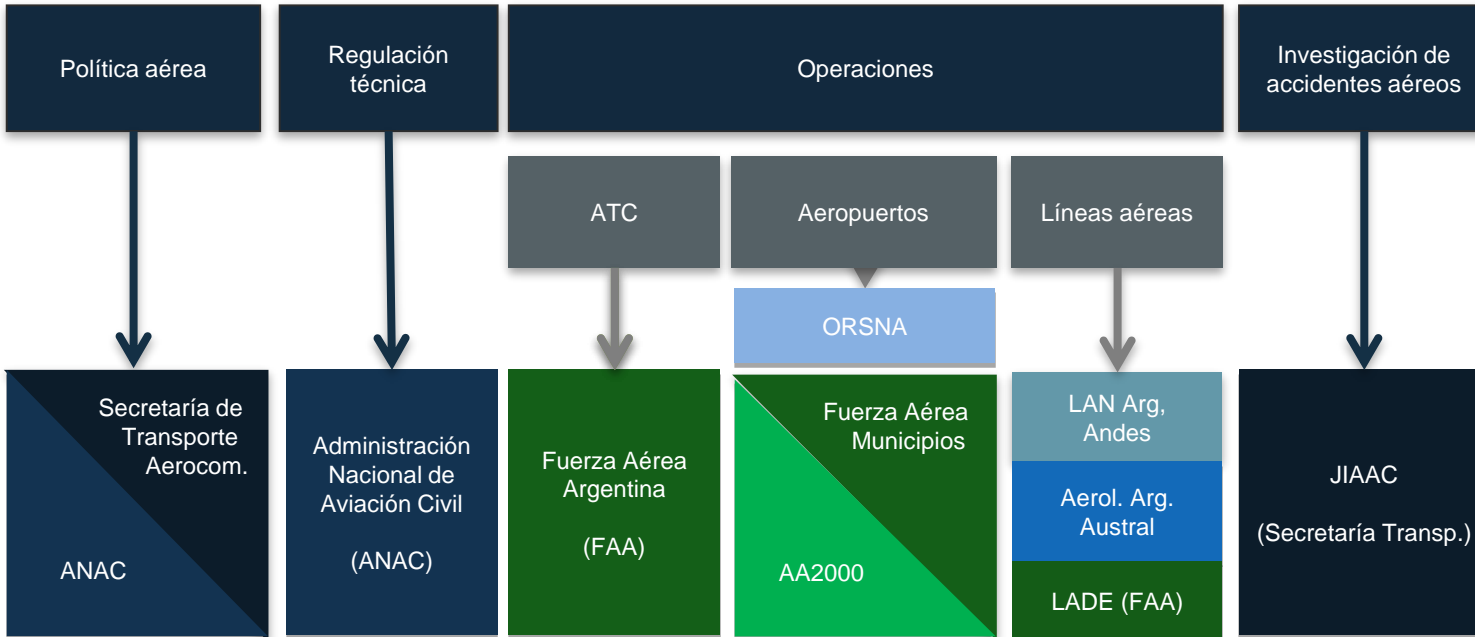 Política aérea
Regulación
técnica
Operaciones
Investigación de
accidentes aéreos
ATC
Aeropuertos
Líneas aéreas
ORSNA
Secretaría de
Transporte
Aerocom.
ANAC
Administración
Nacional de
Aviación Civil
(ANAC)
Fuerza Aérea
Argentina
(FAA)
Fuerza Aérea
Municipios
AA2000
LAN Arg,
Andes
Aerol. Arg.
Austral
LADE (FAA)
JIAAC
(Secretaría Transp.)